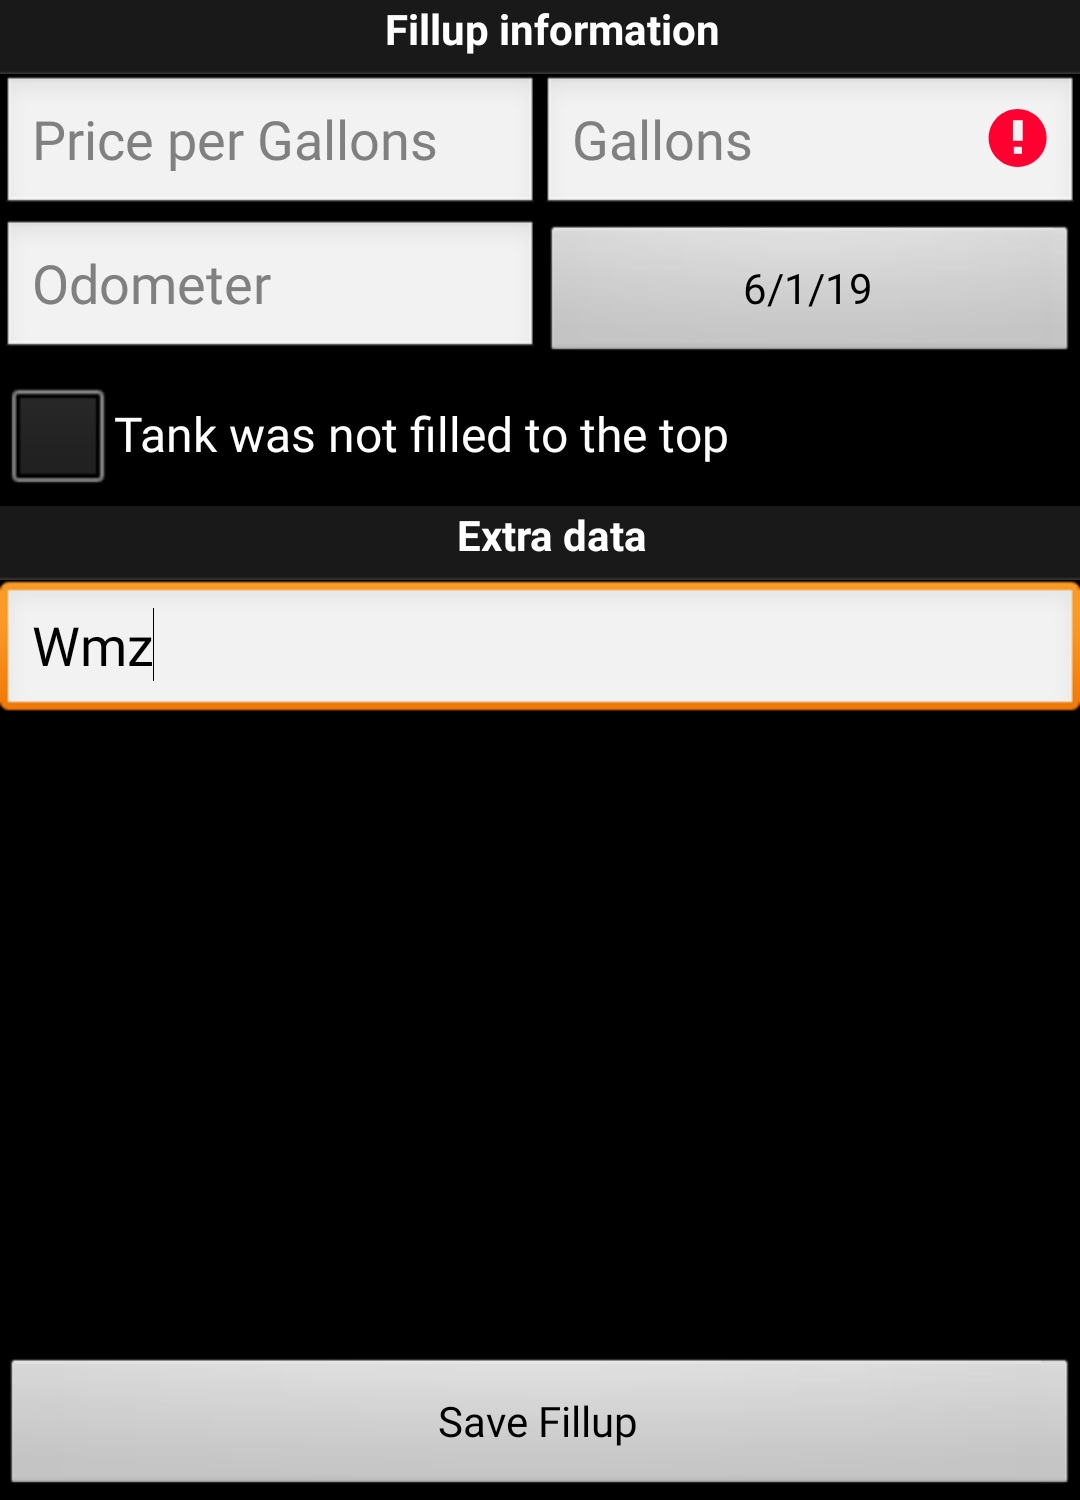 Fillup information
Price per Gallons
Gallons
Odometer
6/1/19
Tank was not filled to the top
Extra data
Wmz
Save Fillup